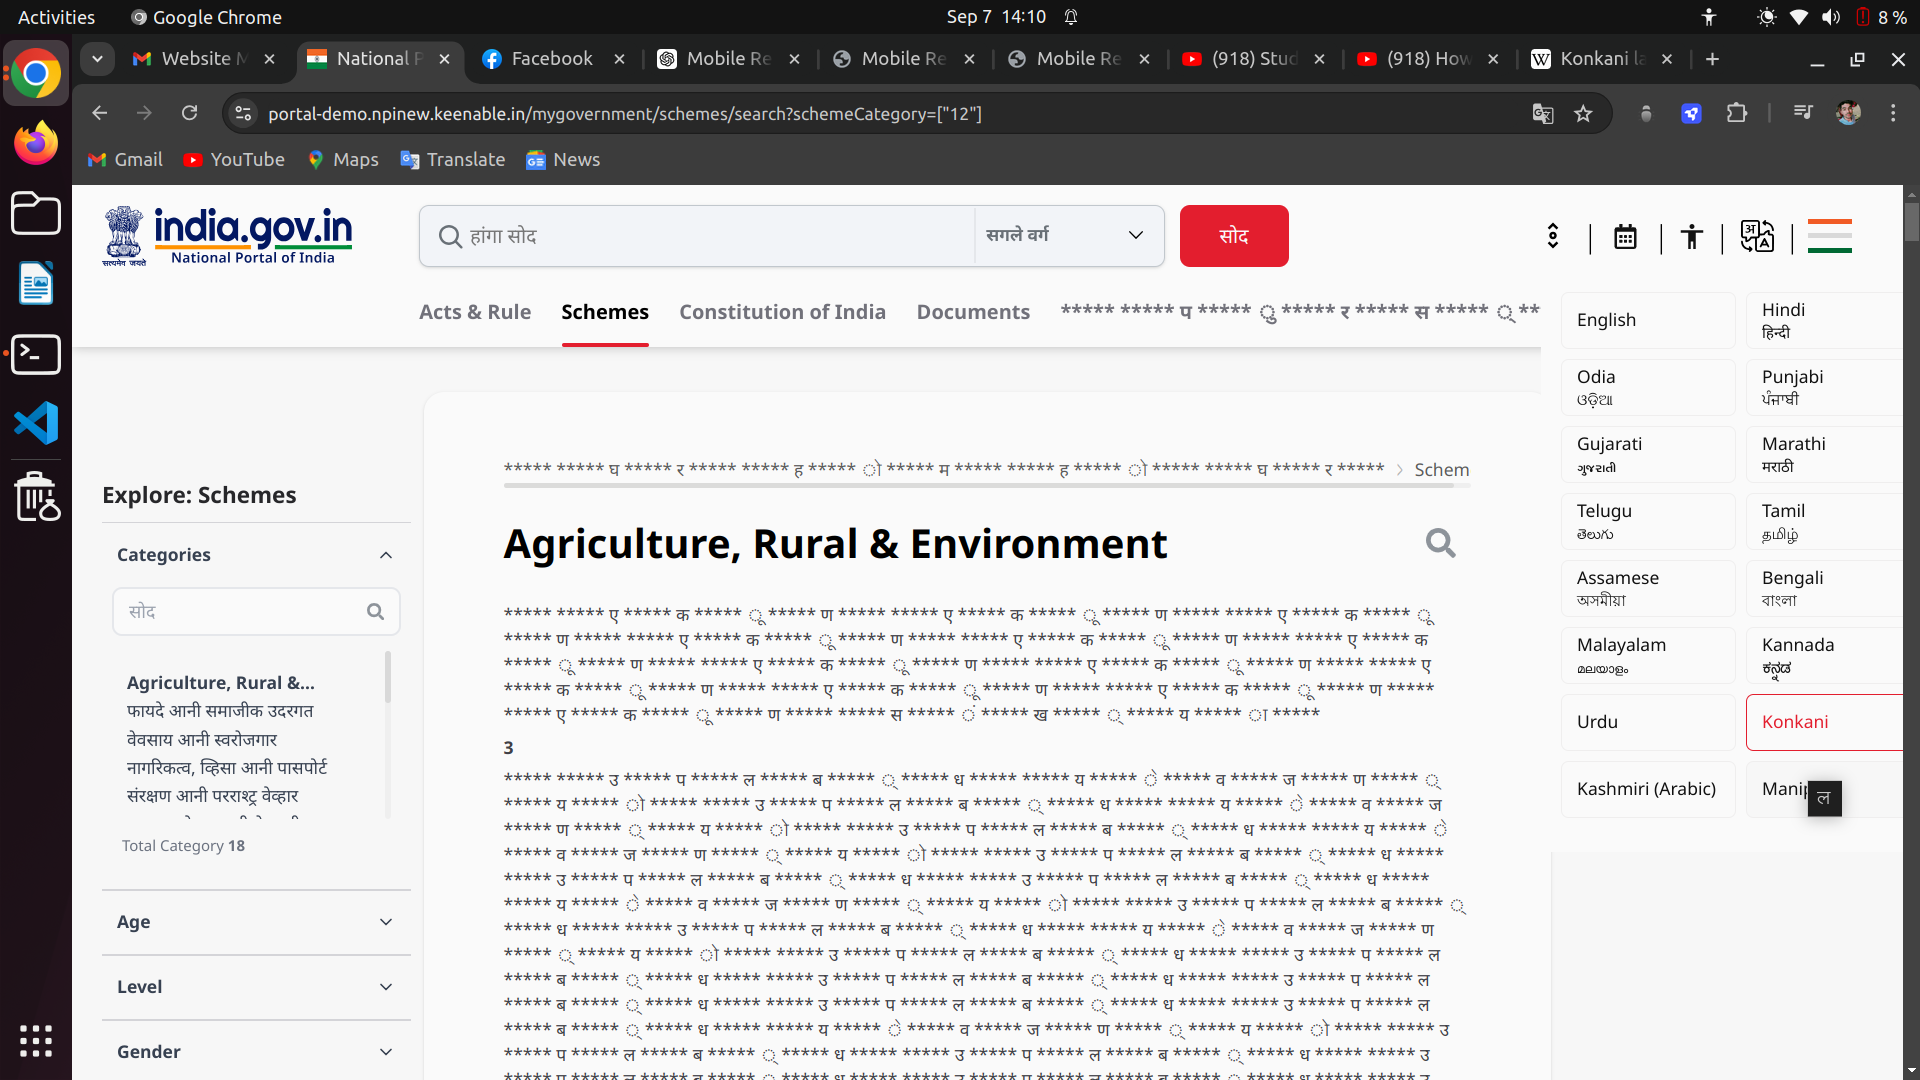 Activities
Google Chrome
Sep 7 14:10
8 %
Website M
National P
Facebook
Mobile Re
Mobile Re
Mobile Re
(918) Stud
(918) How
Konkani la
portal-demo.npinew.keenable.in/mygovernment/schemes/search?schemeCategory=["12"]
Gmail
YouTube
Maps
Translate
News
सत्यमेव जयते
india.gov.in
National Portal of India
हांगा सोद
सगले वर्ग
सोद
Acts & Rule
Schemes
Constitution of India
Documents
***** ***** प ***** ु ***** र ***** स ***** ् **
English
Hindi
हिन्दी
Odia
ଓଡ଼ିଆ
Punjabi
ਪੰਜਾਬੀ
Gujarati
ગુજરાતી
Marathi
मराठी
Telugu
తెలుగు
Tamil
தமிழ்
Assamese
অসমীয়া
Bengali
বাংলা
Malayalam
മലയാളം
Kannada
ಕನ್ನಡ
Urdu
Konkani
Kashmiri (Arabic)
Manip
ल
Explore: Schemes
Categories
सोद
Agriculture, Rural &...
फायदे आनी समाजीक उदरगत
वेवसाय आनी स्वरोजगार
नागरिकत्व, व्हिसा आनी पासपोर्ट
संरक्षण आनी परराश्ट्र वेव्हार
Total Category 18
Age
Level
Gender
***** ***** घ ***** र ***** ***** ह ***** ो ***** म ***** ***** ह ***** ो ***** ***** घ ***** र ***** > Schem
Agriculture, Rural & Environment
***** ***** ए ***** क ***** ू ***** ण ***** ***** ए ***** क ***** ू ***** ण ***** ***** ए ***** क ***** ू
***** ण ***** ***** ए ***** क ***** ू ***** ण ***** ***** ए ***** क ***** ू ***** ण ***** ***** ए ***** क
***** ू ***** ण ***** ***** ए ***** क ***** ू ***** ण ***** ***** ए ***** क ***** ू ***** ण ***** ***** ए
***** क ***** ू ***** ण ***** ***** ए ***** क ***** ू ***** ण ***** ***** ए ***** क ***** ू ***** ण *****
***** ए ***** क ***** ू ***** ण ***** ***** स ***** ं ***** ख ***** ् ***** य ***** ा *****
3
***** ***** उ ***** प ***** ल ***** ब ***** ् ***** ध ***** ***** य ***** े ***** व ***** ज ***** ण ***** ्
***** य ***** ो ***** ***** उ ***** प ***** ल ***** ब ***** ् ***** ध ***** ***** य ***** े ***** व ***** ज
***** ण ***** ् ***** य ***** ो ***** ***** उ ***** प ***** ल ***** ब ***** ् ***** ध ***** ***** य ***** े
***** व ***** ज ***** ण ***** ् ***** य ***** ो ***** ***** उ ***** प ***** ल ***** ब ***** ् ***** ध *****
***** उ ***** प ***** ल ***** ब ***** ् ***** ध ***** ***** उ ***** प ***** ल ***** ब ***** ् ***** ध *****
***** य ***** े ***** व ***** ज ***** ण ***** ् ***** य ***** ो ***** ***** उ ***** प ***** ल ***** ब ***** ्
***** ध ***** ***** उ ***** प ***** ल ***** ब ***** ् ***** ध ***** ***** य ***** े ***** व ***** ज ***** ण
***** ् ***** य ***** ो ***** ***** उ ***** प ***** ल ***** ब ***** ् ***** ध ***** ***** उ ***** प ***** ल
***** ब ***** ् ***** ध ***** ***** उ ***** प ***** ल ***** ब ***** ् ***** ध ***** ***** उ ***** प ***** ल
***** ब ***** ् ***** ध ***** ***** उ ***** प ***** ल ***** ब ***** ् ***** ध ***** ***** उ ***** प ***** ल
***** ब ***** ् ***** ध ***** ***** य ***** े ***** व ***** ज ***** ण ***** ् ***** य ***** ो ***** ***** उ
***** प ***** ल ***** ब ***** ् ***** ध ***** ***** उ ***** प ***** ल ***** ब ***** ् ***** ध ***** ***** उ